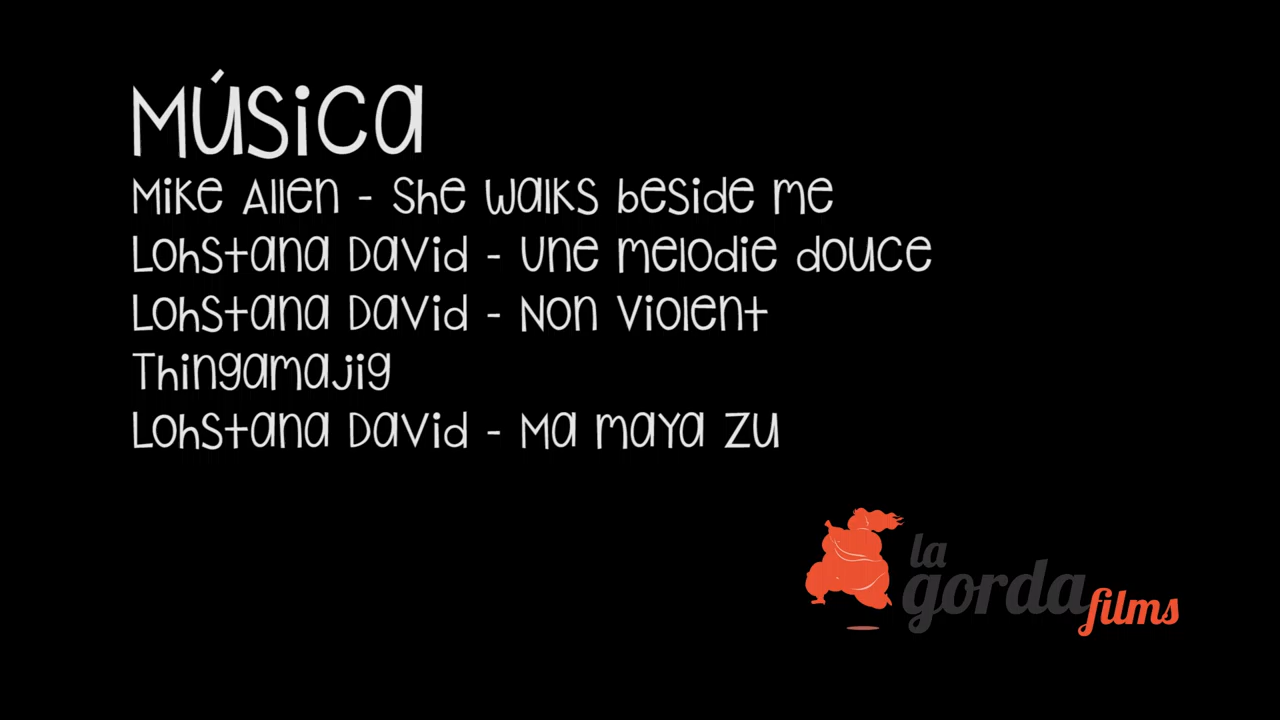 Música
Mike Allen - She walks beside me
Lohstana David - Une melodie douce
Lohstana David - Non Violent
Thingamajig
Lohstana David - Ma maya zu
la
gorda films